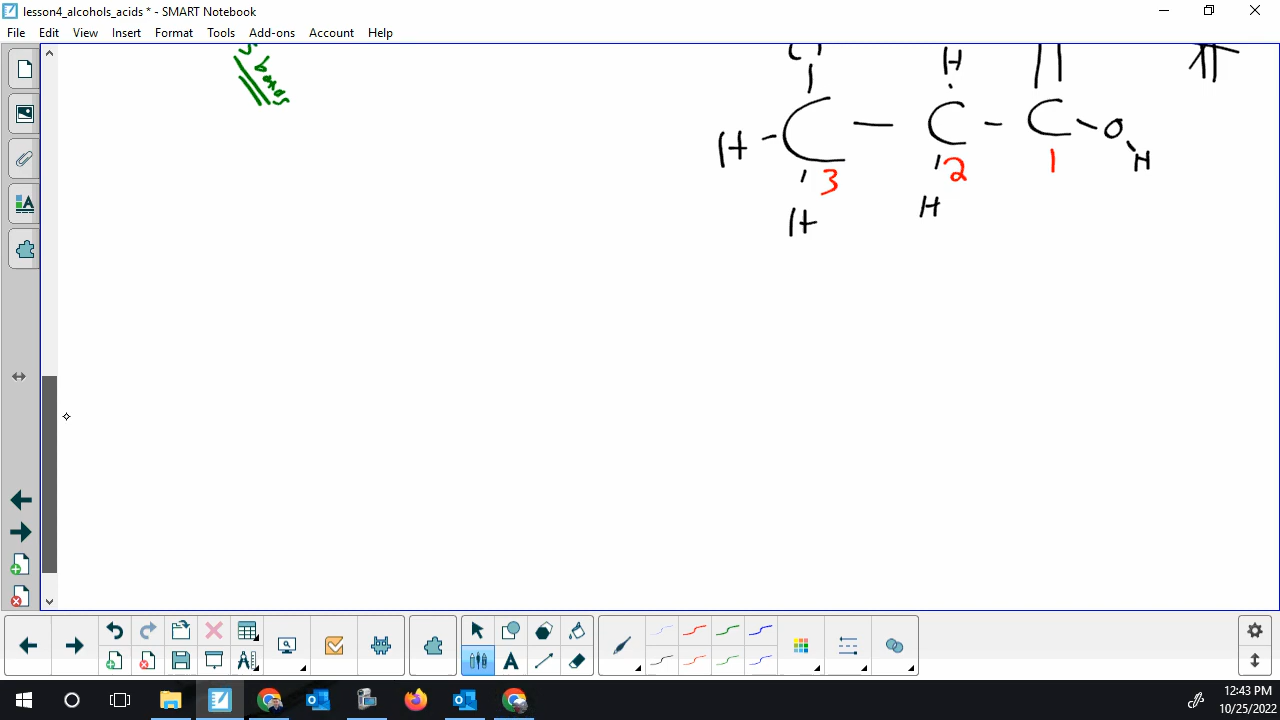 lesson4_alcohols_acids * - SMART Notebook
File Edit View Insert Format Tools Add-ons Account Help
H
H - C — C - C - O
H
3 2 1
H H
A
A
12:43 PM
10/25/2022